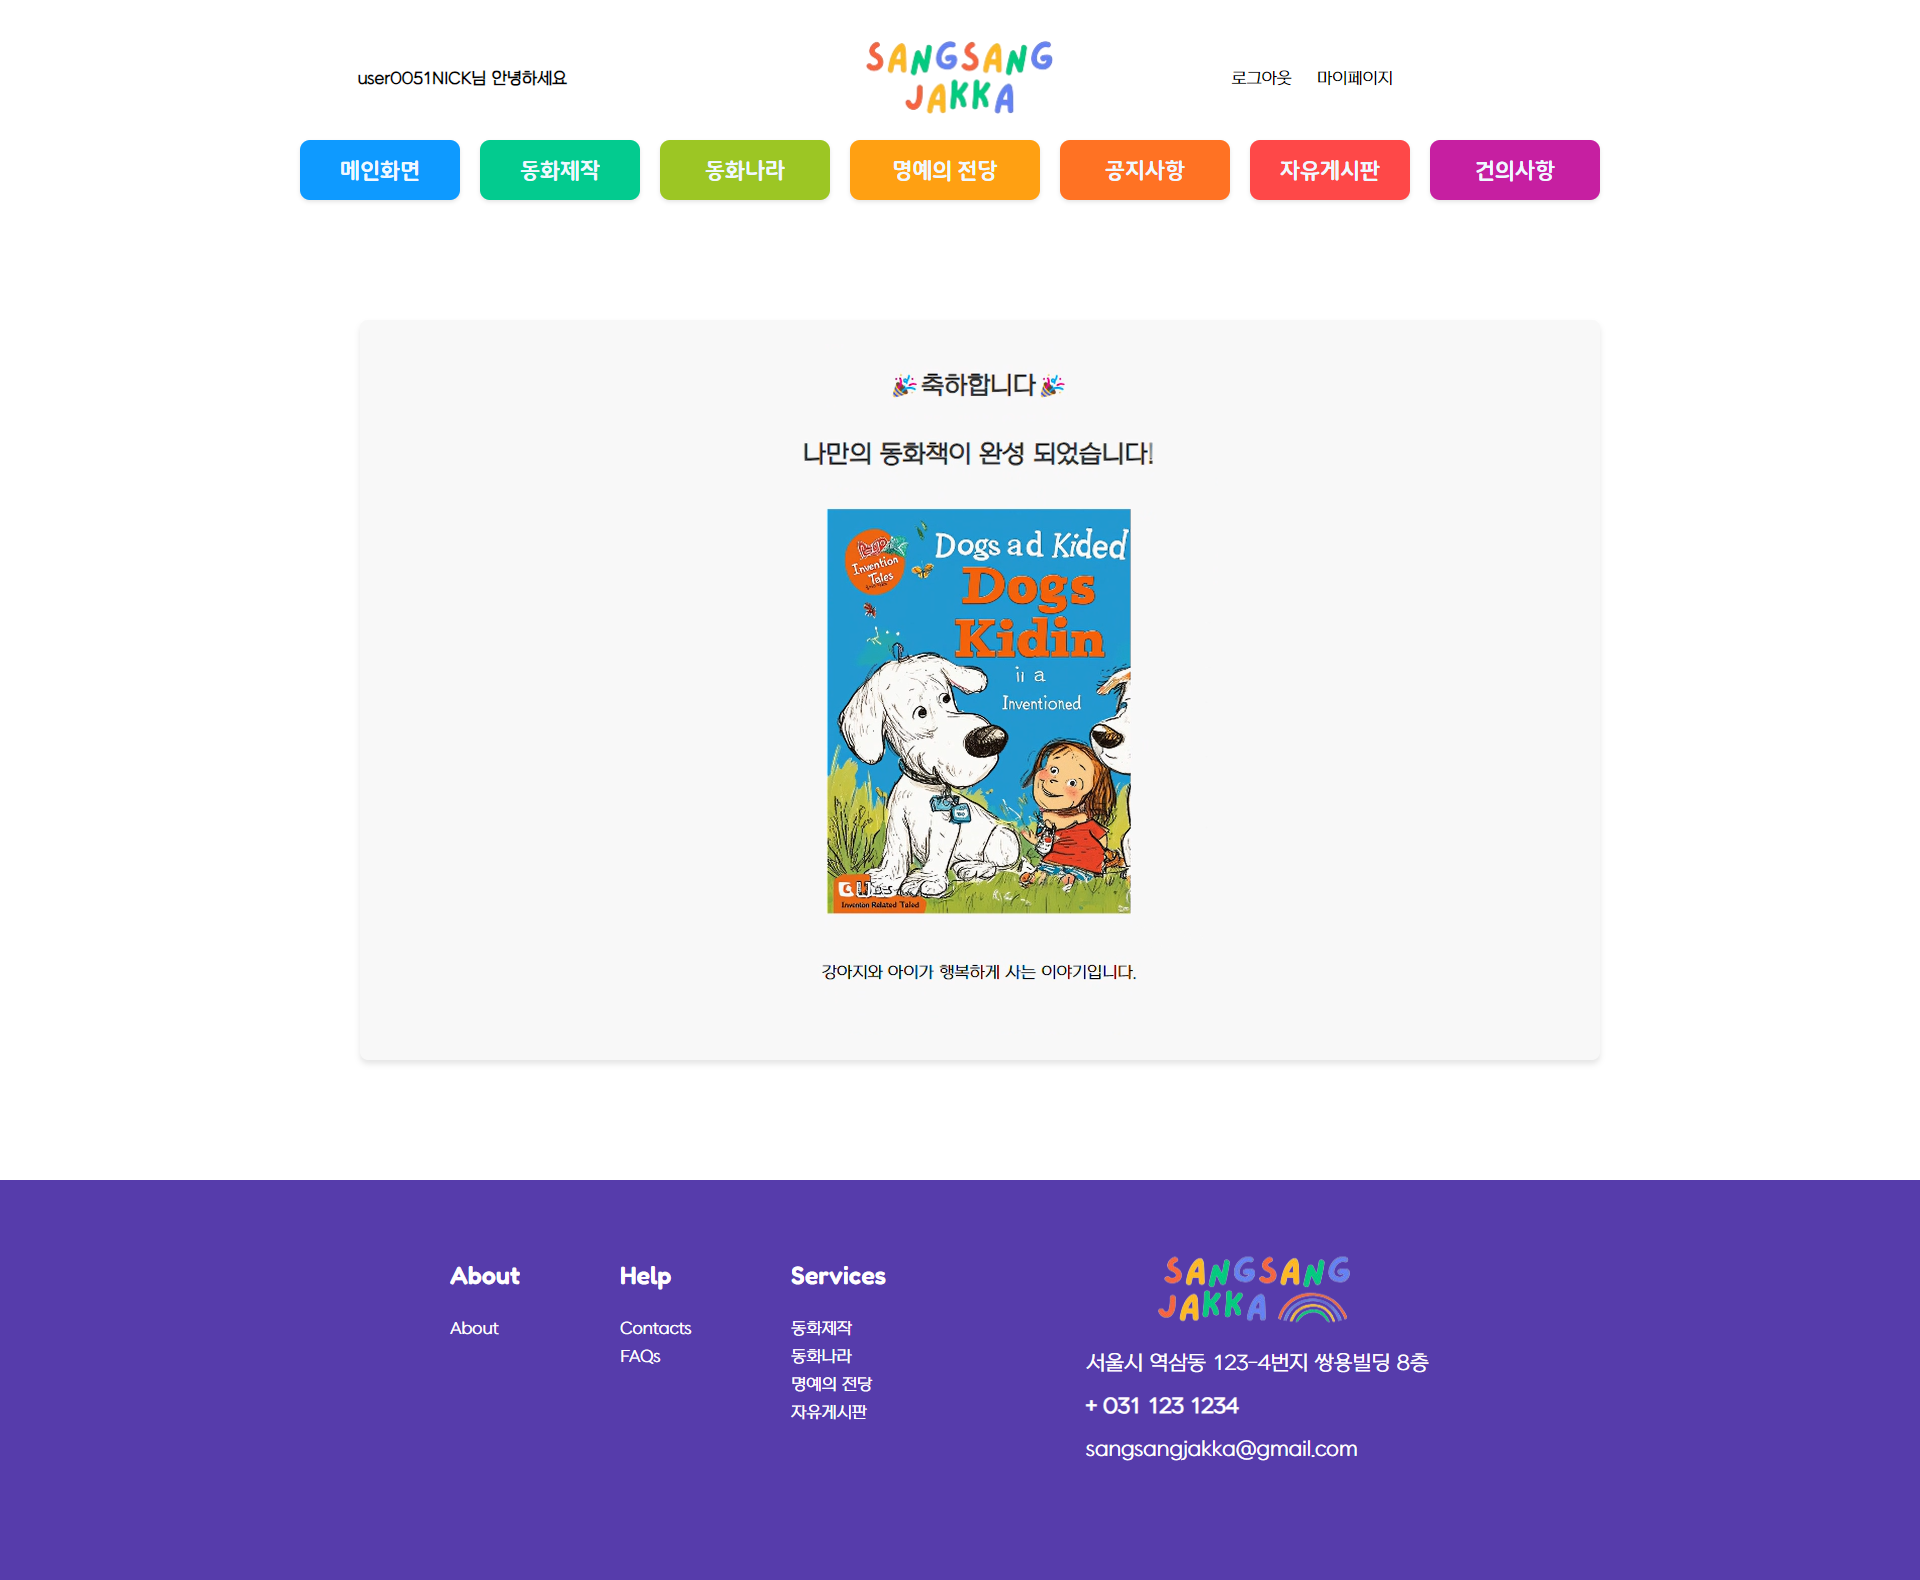 user0051NICK님 안녕하세요
SANGSANG
JAKKA
로그아웃 마이페이지
메인화면 동화제작 동화나라 명예의 전당 공지사항 자유게시판 건의사항
🎉축하합니다🎉
나만의 동화책이 완성 되었습니다!
Invention
Tales
Dogs ad Kided
Dogs
Kidin
Inventioned
Inventon Related Taled
강아지와 아이가 행복하게 사는 이야기입니다.
About
About
Help
Contacts
FAQs
Services
동화제작
동화나라
명예의 전당
자유게시판
SANGSANG
JAKKA
서울시 역삼동 123-4번지 쌍용빌딩 8층
+ 031 123 1234
sangsangjakka@gmail.com